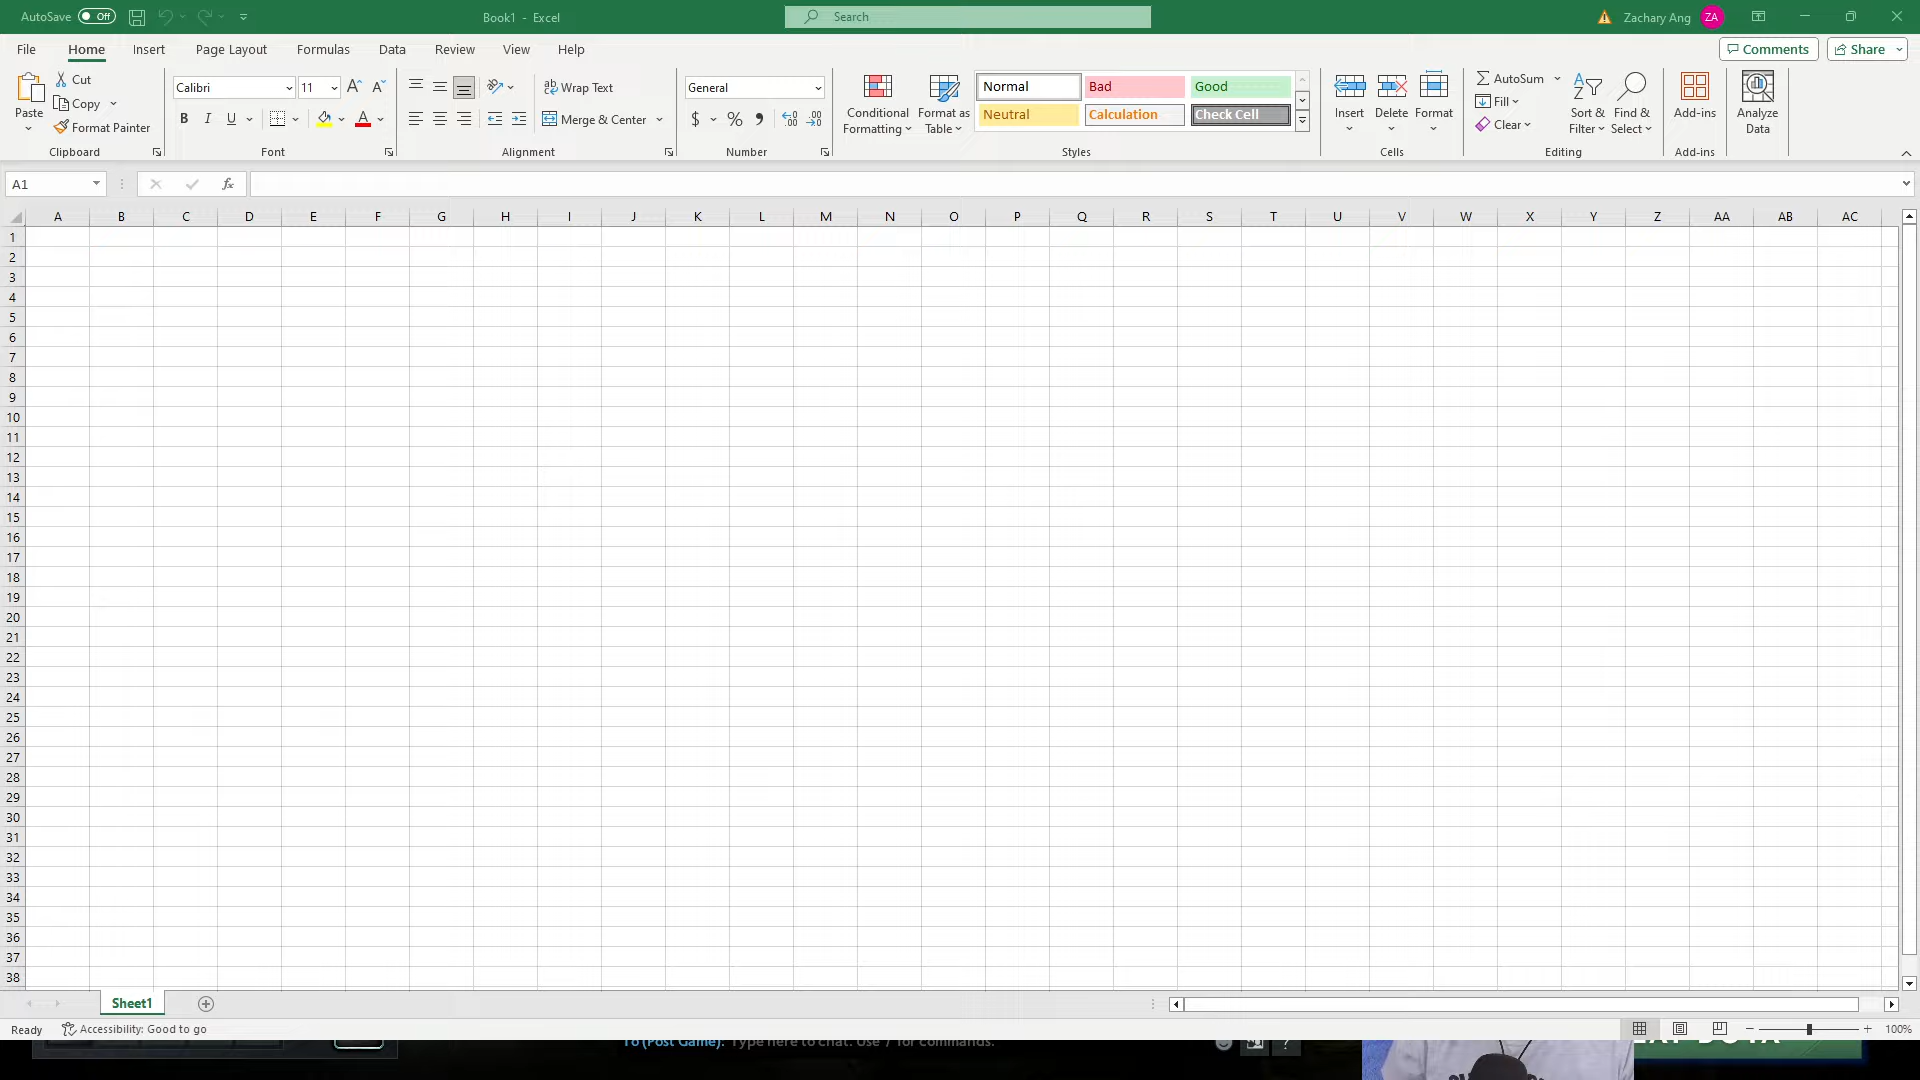 AutoSave Off Book1 - Excel Search Zachary Ang ZA
File Home Insert Page Layout Formulas Data Review View Help Comments Share
Paste Cut Copy Format Painter Clipboard
Calibri 11 B I U A Font
ab Wrap Text Merge & Center Alignment
General $ % Number
Conditional Formatting Format as Table
Normal Bad Good
Neutral Calculation Check Cell
Styles
Insert Delete Format Cells
AutoSum Fill Clear Sort & Filter Find & Select Editing
Add-ins Add-ins
Analyze Data
A1 fx
A B C D E F G H I J K L M N O P Q R S T U V W X Y Z AA AB AC
1
2
3
4
5
6
7
8
9
10
11
12
13
14
15
16
17
18
19
20
21
22
23
24
25
26
27
28
29
30
31
32
33
34
35
36
37
38
Sheet1
Ready Accessibility: Good to go 100%
To (Post Game): Type here to chat. Use '/' for commands. ?